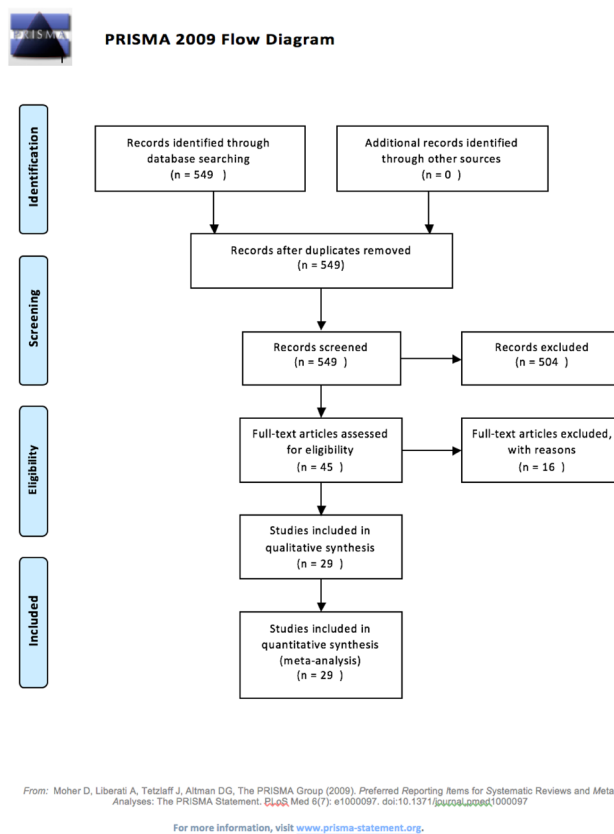 PRISMA
PRISMA 2009 Flow Diagram
Identification
Records identified through
database searching
(n = 549 )
Additional records identified
through other sources
(n = 0 )
Records after duplicates removed
(n = 549)
Screening
Records screened
(n = 549 )
Records excluded
(n = 504 )
Eligibility
Full-text articles assessed
for eligibility
(n = 45 )
Full-text articles excluded,
with reasons
(n = 16 )
Studies included in
qualitative synthesis
(n = 29 )
Included
Studies included in
quantitative synthesis
(meta-analysis)
(n = 29 )
From: Moher D, Liberati A, Tetzlaff J, Altman DG, The PRISMA Group (2009). Preferred Reporting Items for Systematic Reviews and Meta
Analyses: The PRISMA Statement. PLoS Med 6(7): e1000097. doi:10.1371/journal.pmed1000097
For more information, visit www.prisma-statement.org.